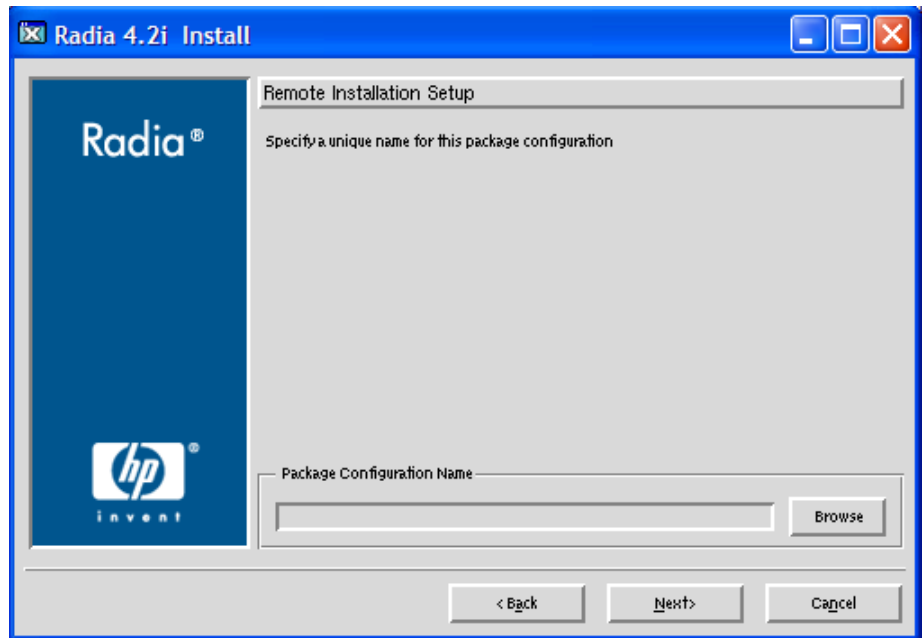 Radia 4.2i Install
Remote Installation Setup
Radia®
Specify a unique name for this package configuration
hp®
invent
Package Configuration Name
Browse
< Back
Next>
Cancel